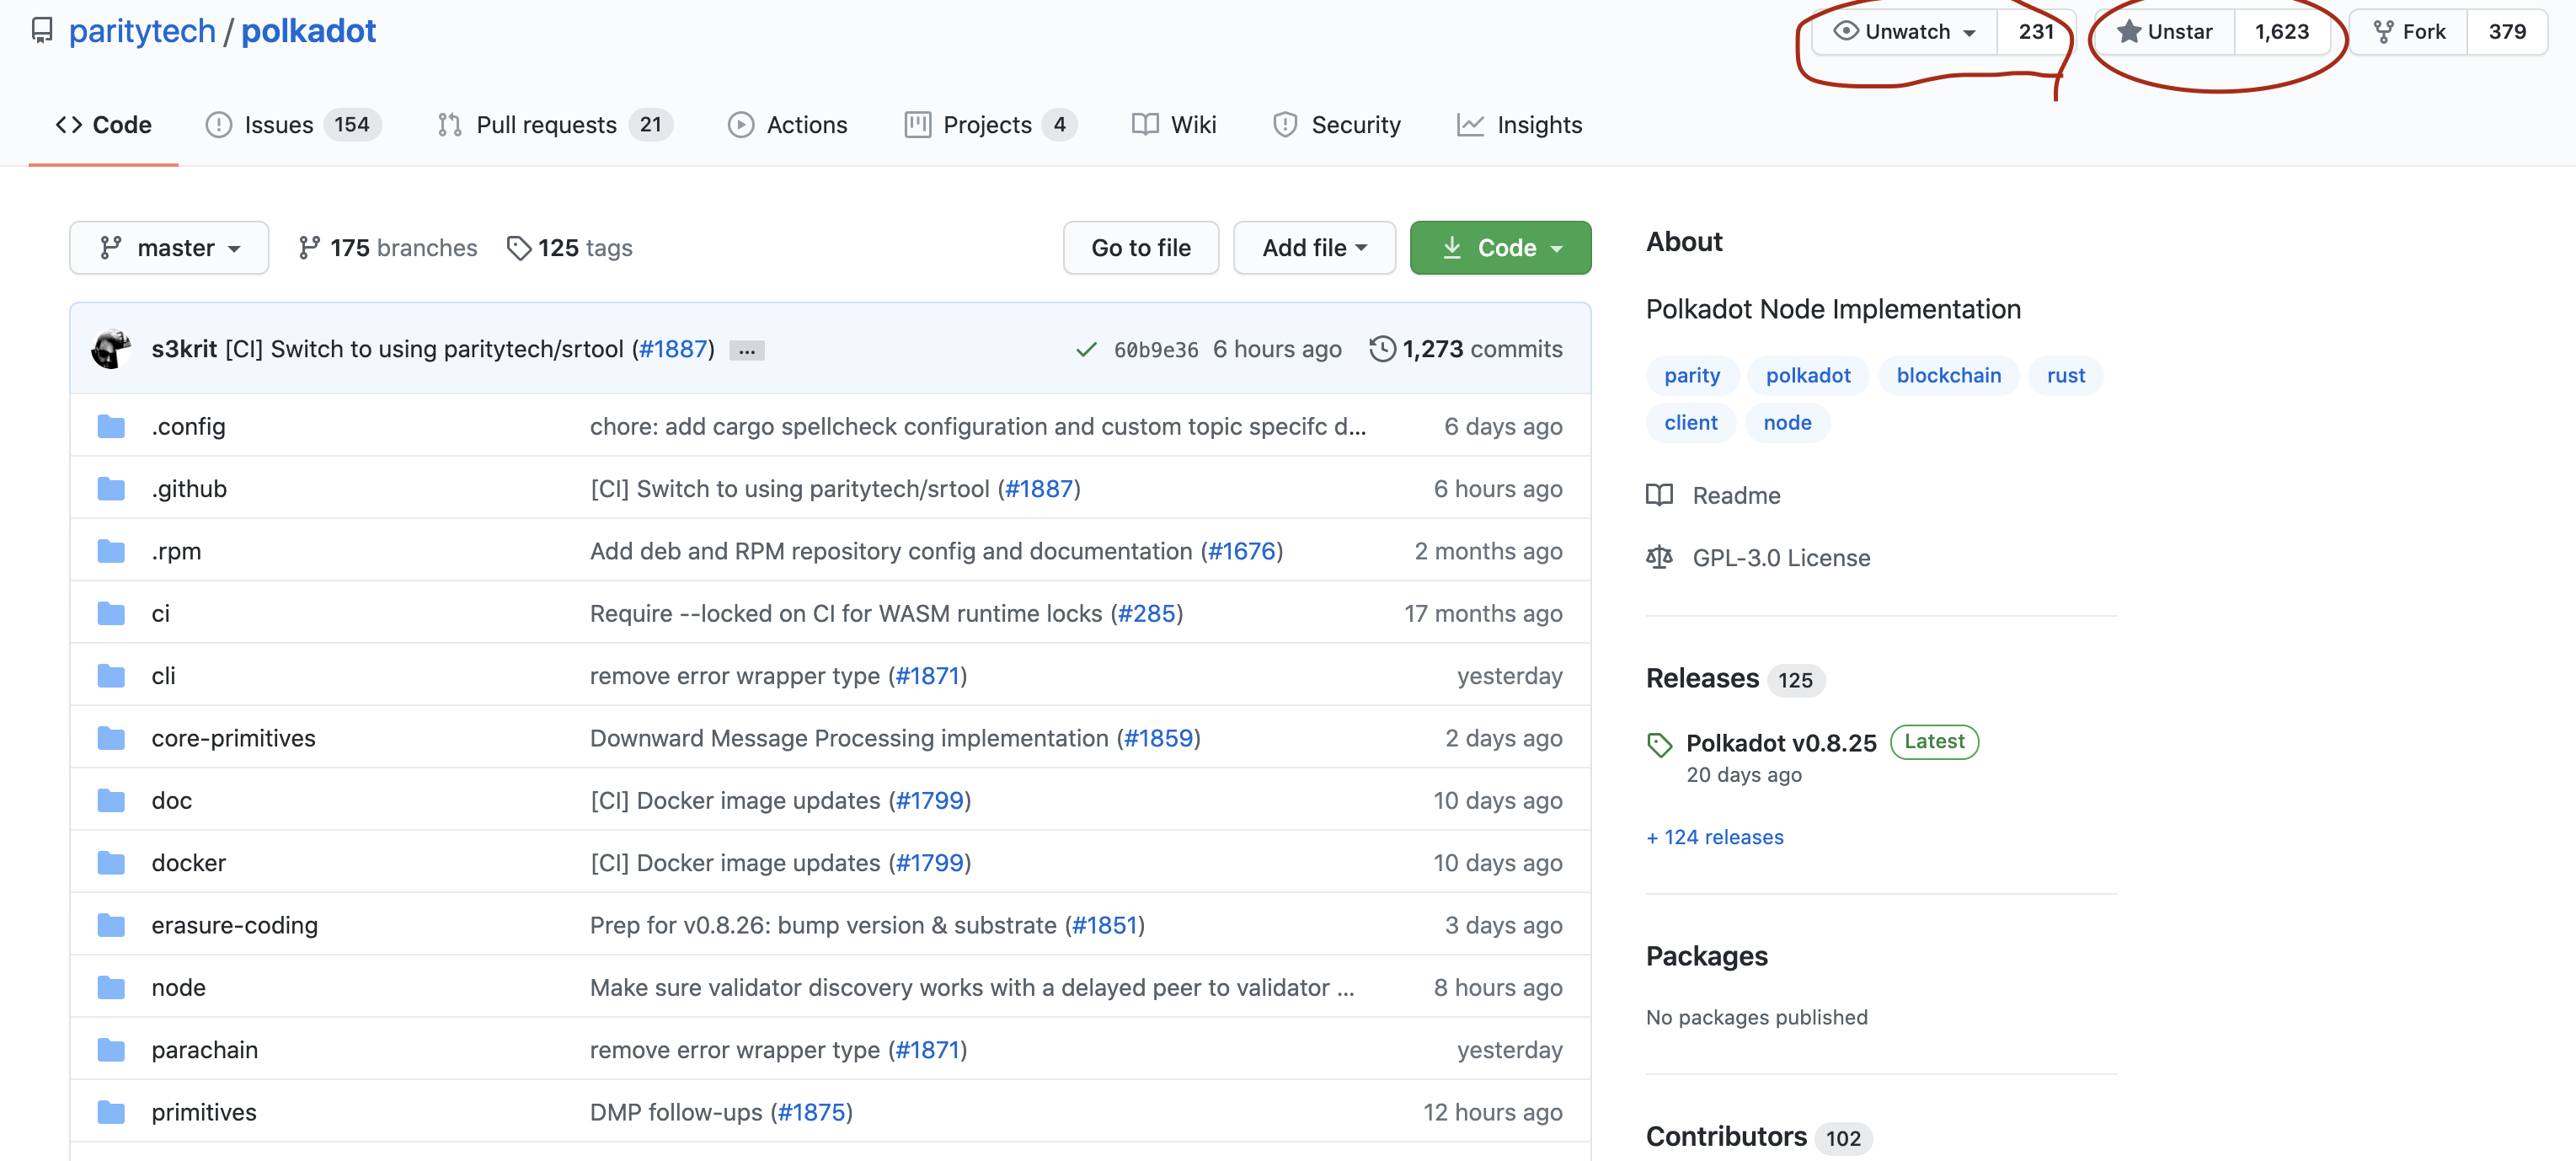 paritytech / polkadot
Unwatch 231 Unstar 1,623 Fork 379
Code Issues 154 Pull requests 21 Actions Projects 4 Wiki Security Insights
master 175 branches 125 tags Go to file Add file Code
s3krit [CI] Switch to using paritytech/srtool (#1887) ... 60b9e36 6 hours ago 1,273 commits
.config chore: add cargo spellcheck configuration and custom topic specifc d... 6 days ago
.github [CI] Switch to using paritytech/srtool (#1887) 6 hours ago
.rpm Add deb and RPM repository config and documentation (#1676) 2 months ago
ci Require --locked on CI for WASM runtime locks (#285) 17 months ago
cli remove error wrapper type (#1871) yesterday
core-primitives Downward Message Processing implementation (#1859) 2 days ago
doc [CI] Docker image updates (#1799) 10 days ago
docker [CI] Docker image updates (#1799) 10 days ago
erasure-coding Prep for v0.8.26: bump version & substrate (#1851) 3 days ago
node Make sure validator discovery works with a delayed peer to validator ... 8 hours ago
parachain remove error wrapper type (#1871) yesterday
primitives DMP follow-ups (#1875) 12 hours ago
About
Polkadot Node Implementation
parity polkadot blockchain rust
client node
Readme
GPL-3.0 License
Releases 125
Polkadot v0.8.25 Latest
20 days ago
+ 124 releases
Packages
No packages published
Contributors 102